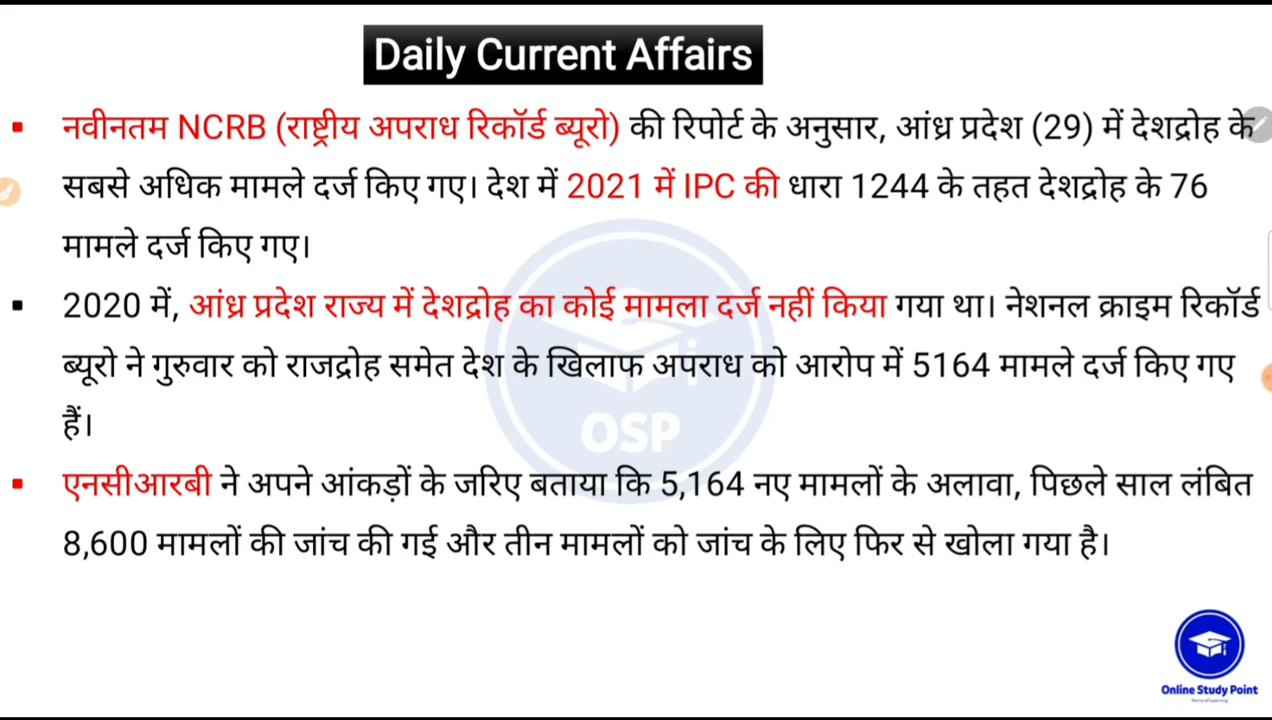 Daily Current Affairs
▪ नवीनतम NCRB (राष्ट्रीय अपराध रिकॉर्ड ब्यूरो) की रिपोर्ट के अनुसार, आंध्र प्रदेश (29) में देशद्रोह के
सबसे अधिक मामले दर्ज किए गए। देश में 2021 में IPC की धारा 1244 के तहत देशद्रोह के 76
मामले दर्ज किए गए।
▪ 2020 में, आंध्र प्रदेश राज्य में देशद्रोह का कोई मामला दर्ज नहीं किया गया था। नेशनल क्राइम रिकॉर्ड
ब्यूरो ने गुरुवार को राजद्रोह समेत देश के खिलाफ अपराध को आरोप में 5164 मामले दर्ज किए गए
हैं।
▪ एनसीआरबी ने अपने आंकड़ों के जरिए बताया कि 5,164 नए मामलों के अलावा, पिछले साल लंबित
8,600 मामलों की जांच की गई और तीन मामलों को जांच के लिए फिर से खोला गया है।
OSP
Online Study Point
Home of Learning